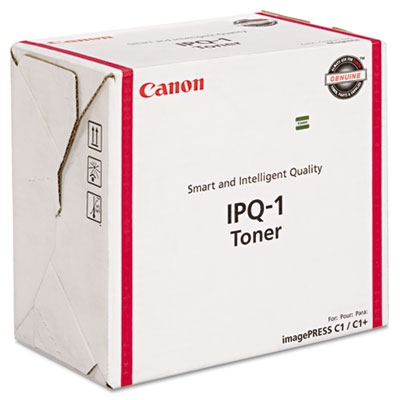 Canon
GENUINE
Smart and Intelligent Quality
IPQ-1
Toner
For: Pour: Para:
imagePRESS C1 / C1+